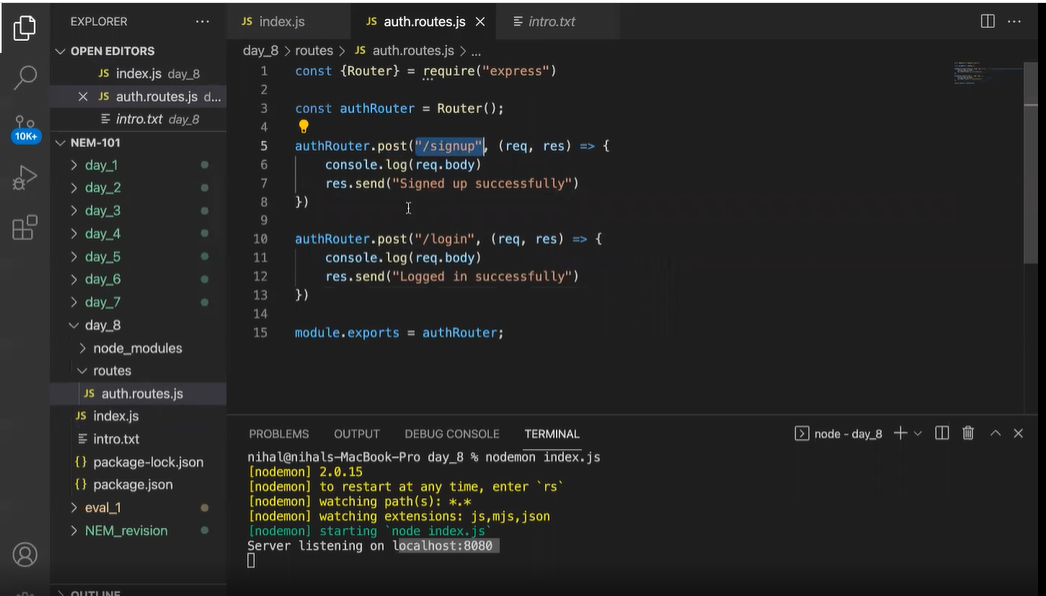 EXPLORER
OPEN EDITORS
JS index.js day_8
JS auth.routes.js d...
intro.txt day_8
10K+
NEM-101
day_1
day_2
day_3
day_4
day_5
day_6
day_7
day_8
node_modules
routes
JS auth.routes.js
JS index.js
intro.txt
{} package-lock.json
{} package.json
eval_1
NEM_revision
OUTLINE
JS index.js
JS auth.routes.js
intro.txt
day_8 > routes > JS auth.routes.js > ...
1 const {Router} = require("express")
2
3 const authRouter = Router();
4
5 authRouter.post("/signup", (req, res) => {
6 console.log(req.body)
7 res.send("Signed up successfully")
8 })
9
10 authRouter.post("/login", (req, res) => {
11 console.log(req.body)
12 res.send("Logged in successfully")
13 })
14
15 module.exports = authRouter;
PROBLEMS OUTPUT DEBUG CONSOLE TERMINAL
node - day_8
nihal@nihals-MacBook-Pro day_8 % nodemon index.js
[nodemon] 2.0.15
[nodemon] to restart at any time, enter `rs`
[nodemon] watching path(s): *.*
[nodemon] watching extensions: js,mjs,json
[nodemon] starting `node index.js`
Server listening on localhost:8080